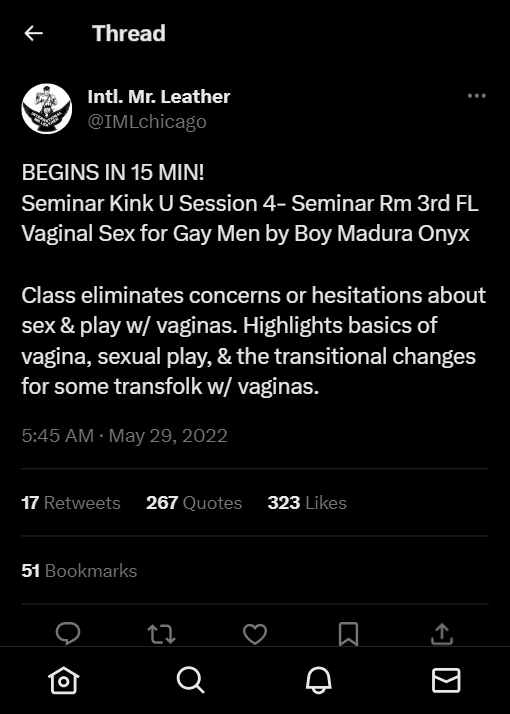 Thread
Intl. Mr. Leather
@IMLchicago
BEGINS IN 15 MIN!
Seminar Kink U Session 4- Seminar Rm 3rd FL
Vaginal Sex for Gay Men by Boy Madura Onyx
Class eliminates concerns or hesitations about
sex & play w/ vaginas. Highlights basics of
vagina, sexual play, & the transitional changes
for some transfolk w/ vaginas.
5:45 AM · May 29, 2022
17 Retweets 267 Quotes 323 Likes
51 Bookmarks